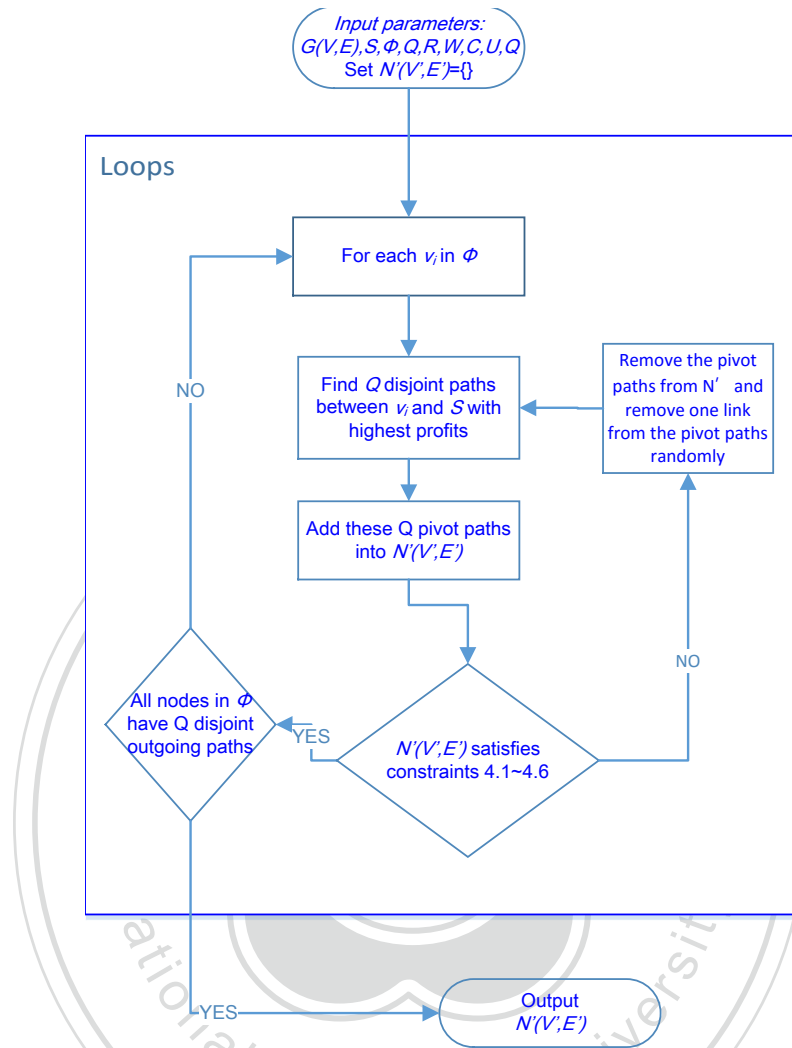 Input parameters:
G(V,E),S,Φ,Q,R,W,C,U,Q
Set N'(V',E')={}
Loops
For each vi in Φ
Find Q disjoint paths
between vi and S with
highest profits
Remove the pivot
paths from N' and
remove one link
from the pivot paths
randomly
NO
Add these Q pivot paths
into N'(V',E')
NO
All nodes in Φ
have Q disjoint
outgoing paths
YES
N'(V',E') satisfies
constraints 4.1~4.6
YES
Output
N'(V',E')